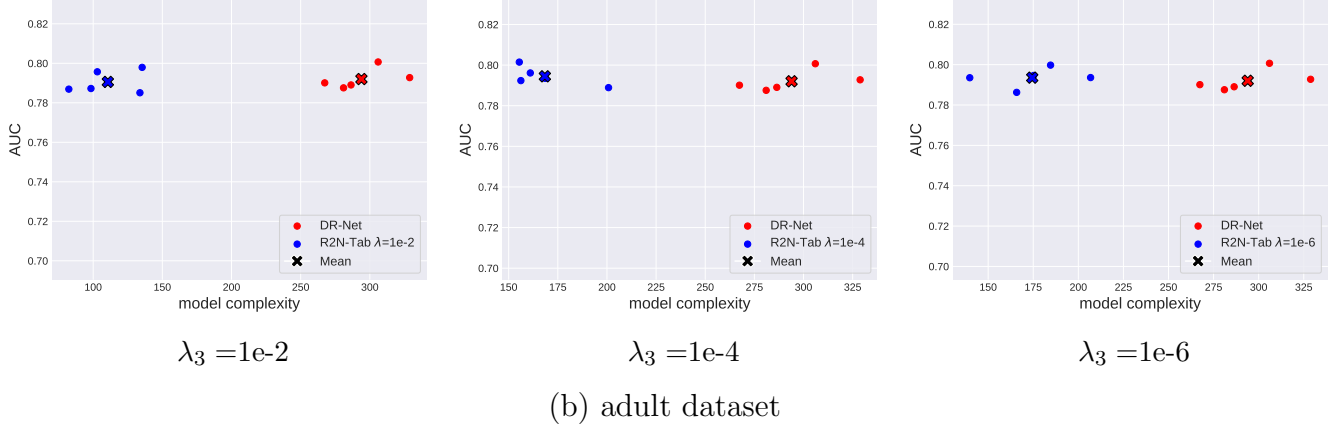 0.82
0.80
0.78
0.76
0.74
0.72
0.70
AUC
100
150
200
250
300
model complexity
DR-Net
R2N-Tab λ=1e-2
Mean
λ₃ =1e-2
0.82
0.80
0.78
0.76
0.74
0.72
0.70
AUC
150
175
200
225
250
275
300
325
model complexity
DR-Net
R2N-Tab λ=1e-4
Mean
λ₃ =1e-4
0.82
0.80
0.78
0.76
0.74
0.72
0.70
AUC
150
175
200
225
250
275
300
325
model complexity
DR-Net
R2N-Tab λ=1e-6
Mean
λ₃ =1e-6
(b) adult dataset